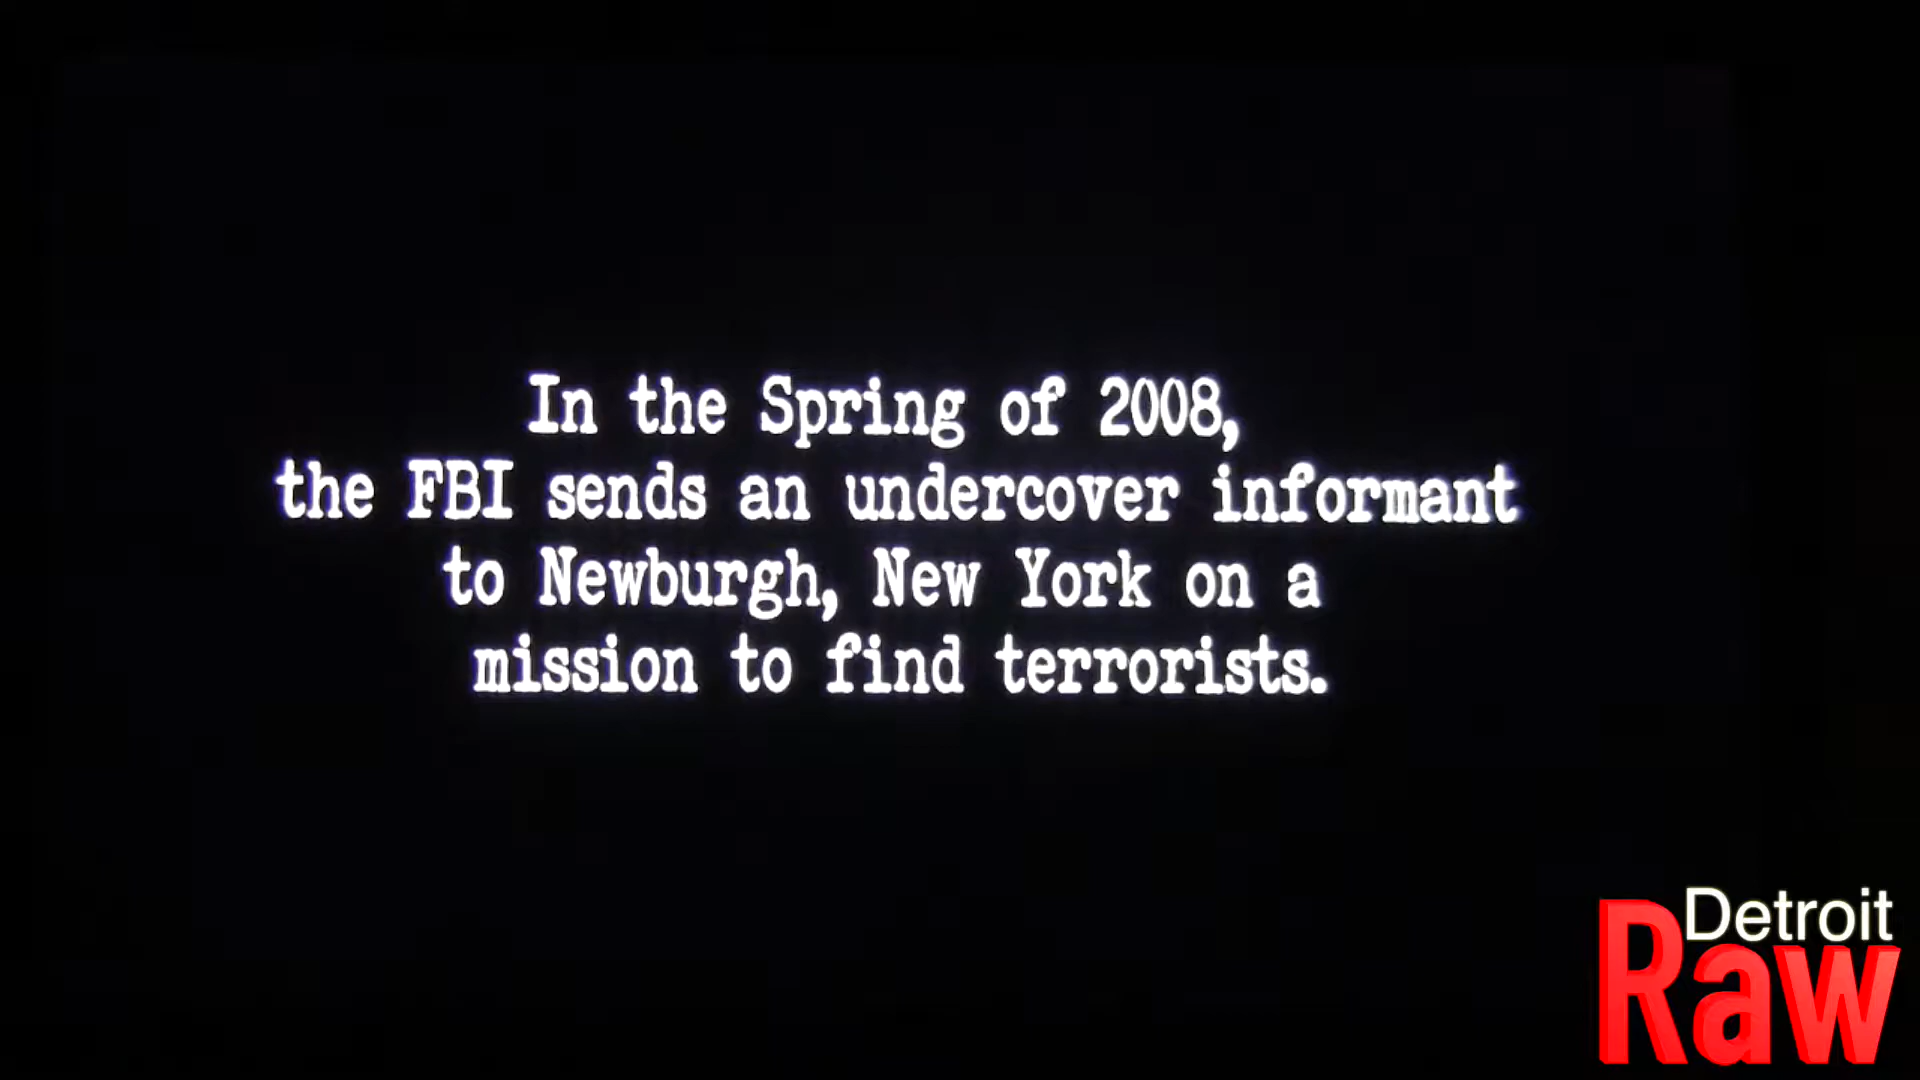 In the Spring of 2008,
the FBI sends an undercover informant
to Newburgh, New York on a
mission to find terrorists.
Detroit
Raw